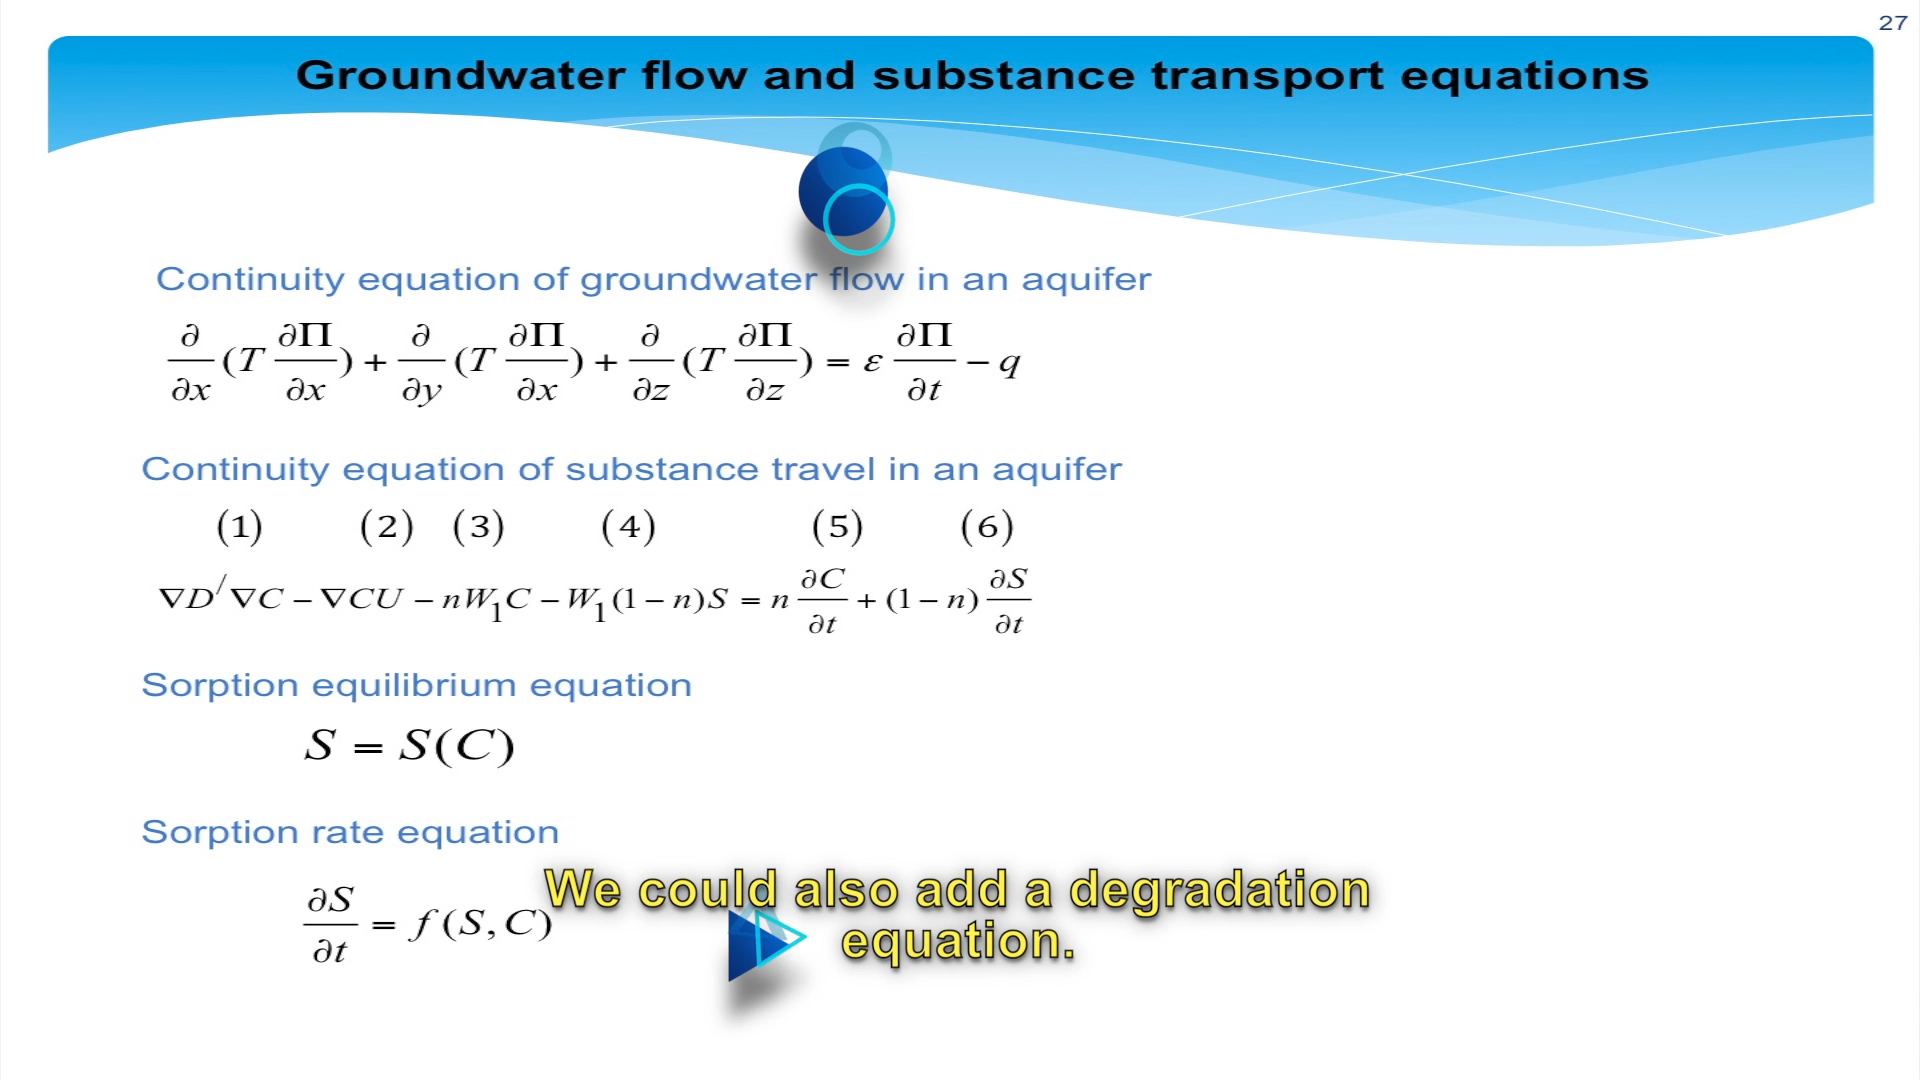 27
Groundwater flow and substance transport equations
Continuity equation of groundwater flow in an aquifer
∂/∂x (T ∂Π/∂x) + ∂/∂y (T ∂Π/∂x) + ∂/∂z (T ∂Π/∂z) = ε ∂Π/∂t − q
Continuity equation of substance travel in an aquifer
(1) (2) (3) (4) (5) (6)
∇D/∇C − ∇CU − nW₁C − W₁(1 − n)S = n ∂C/∂t + (1 − n) ∂S/∂t
Sorption equilibrium equation
S = S(C)
Sorption rate equation
∂S/∂t = f(S, C)
We could also add a degradation
equation.